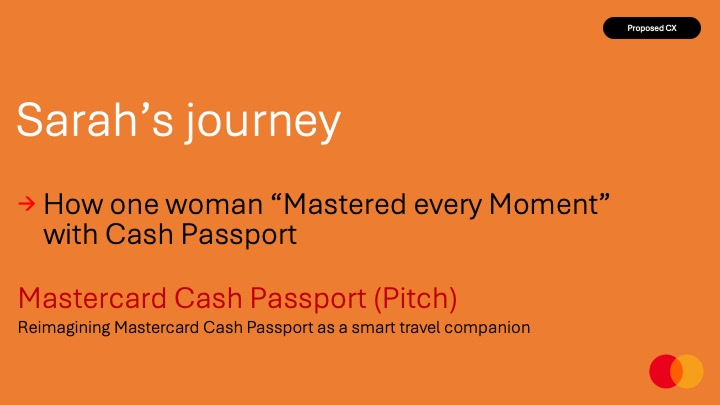 Proposed CX
Sarah’s journey
→ How one woman “Mastered every Moment”
with Cash Passport
Mastercard Cash Passport (Pitch)
Reimagining Mastercard Cash Passport as a smart travel companion